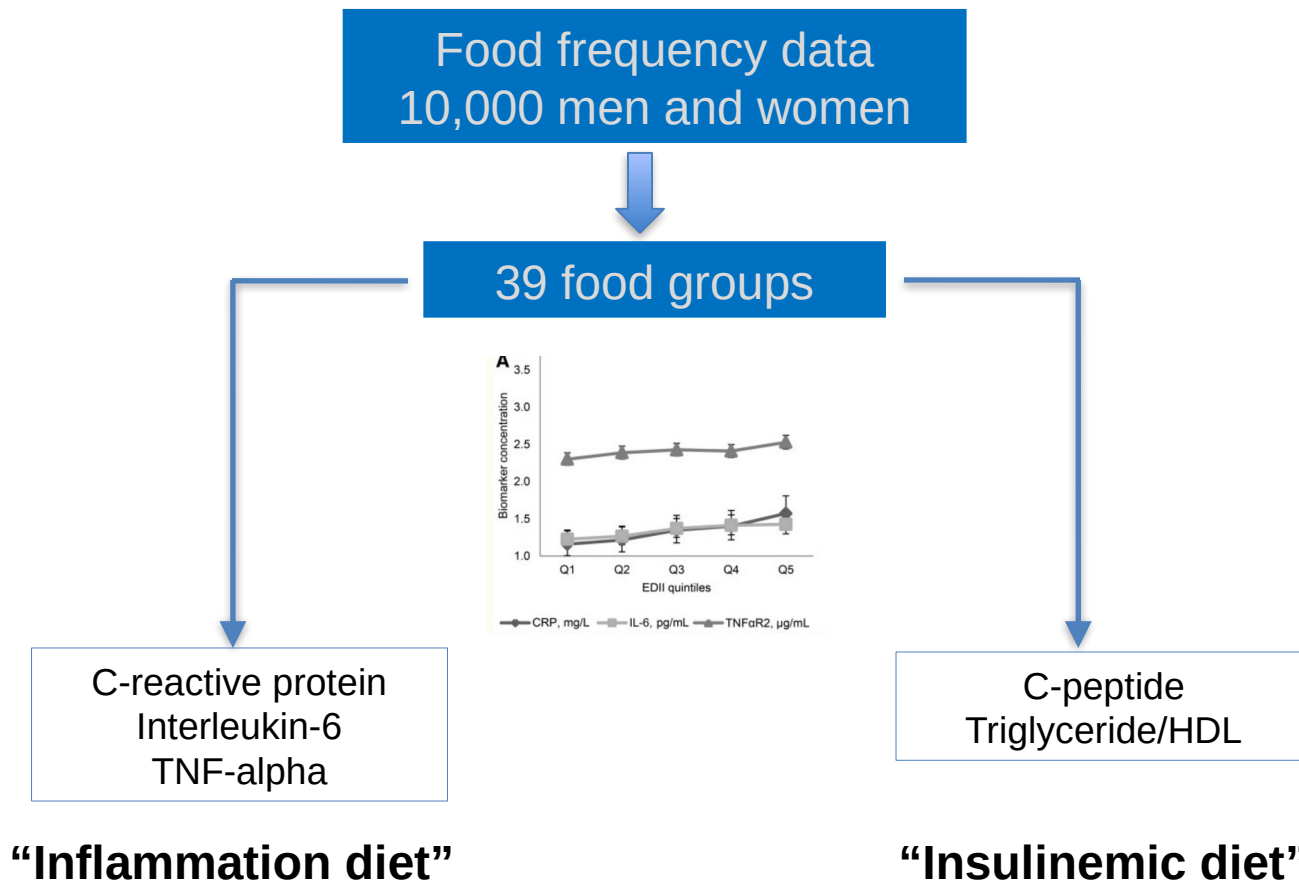 Food frequency data
10,000 men and women
39 food groups
A
3.5
3.0
2.5
2.0
1.5
1.0
Biomarker concentration
Q1 Q2 Q3 Q4 Q5
EDII quintiles
CRP, mg/L IL-6, pg/mL TNFαR2, µg/mL
C-reactive protein
Interleukin-6
TNF-alpha
C-peptide
Triglyceride/HDL
“Inflammation diet”
“Insulinemic diet”